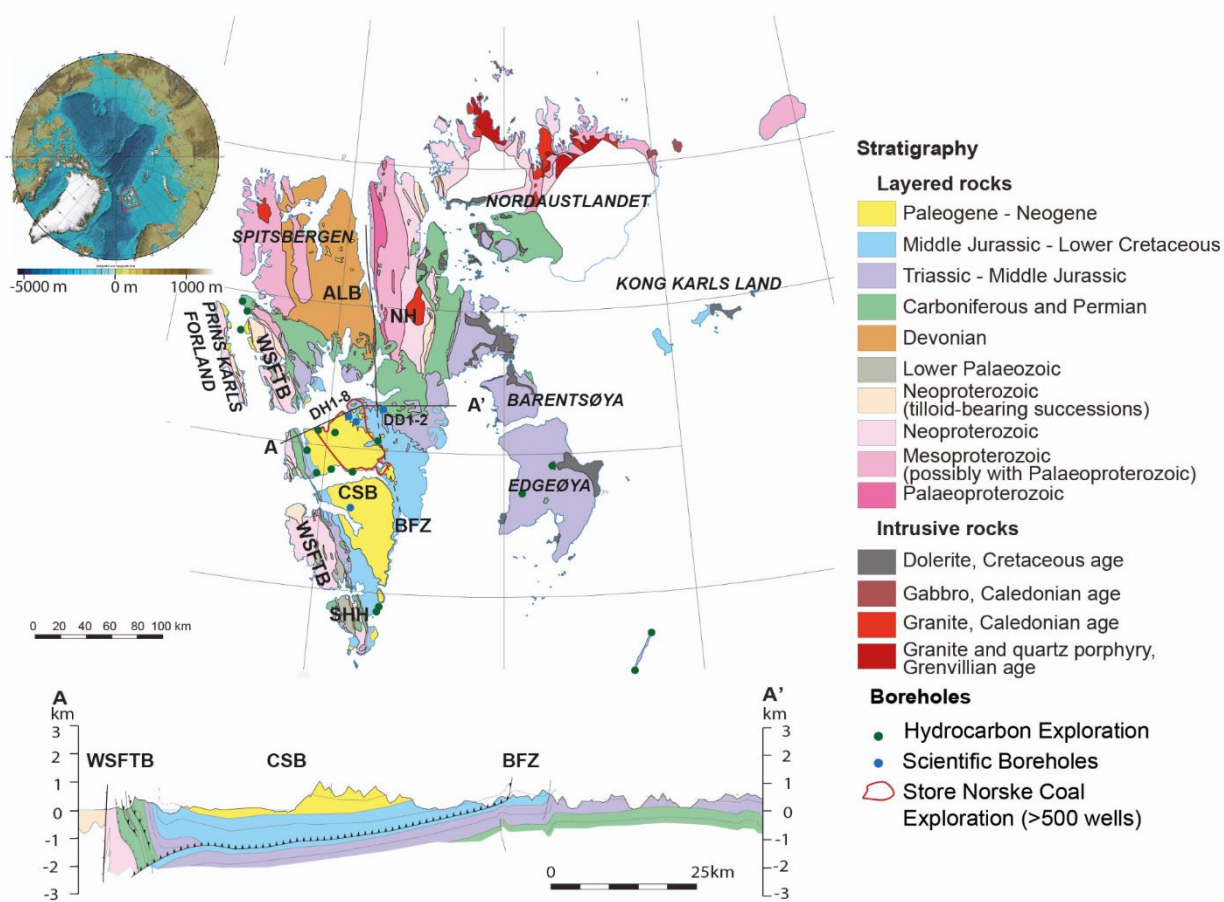 -5000 m
0 m
1000 m
NORDAUSTLANDET
SPITSBERGEN
ALB
KONG KARLS LAND
NH
PRINS KARLS
FORLAND
WSFTB
BARENTSØYA
DH1-8
A'
DD1-2
A
EDGEØYA
CSB
BFZ
WSFTB
SHH
0 20 40 60 80 100 km
Stratigraphy
Layered rocks
Paleogene - Neogene
Middle Jurassic - Lower Cretaceous
Triassic - Middle Jurassic
Carboniferous and Permian
Devonian
Lower Palaeozoic
Neoproterozoic
(tilloid-bearing successions)
Neoproterozoic
Mesoproterozoic
(possibly with Palaeoproterozoic)
Palaeoproterozoic
Intrusive rocks
Dolerite, Cretaceous age
Gabbro, Caledonian age
Granite, Caledonian age
Granite and quartz porphyry,
Grenvillian age
Boreholes
Hydrocarbon Exploration
Scientific Boreholes
Store Norske Coal
Exploration (>500 wells)
A
km
A'
km
WSFTB
CSB
BFZ
3
2
1
0
-1
-2
-3
3
2
1
0
-1
-2
-3
0
25km